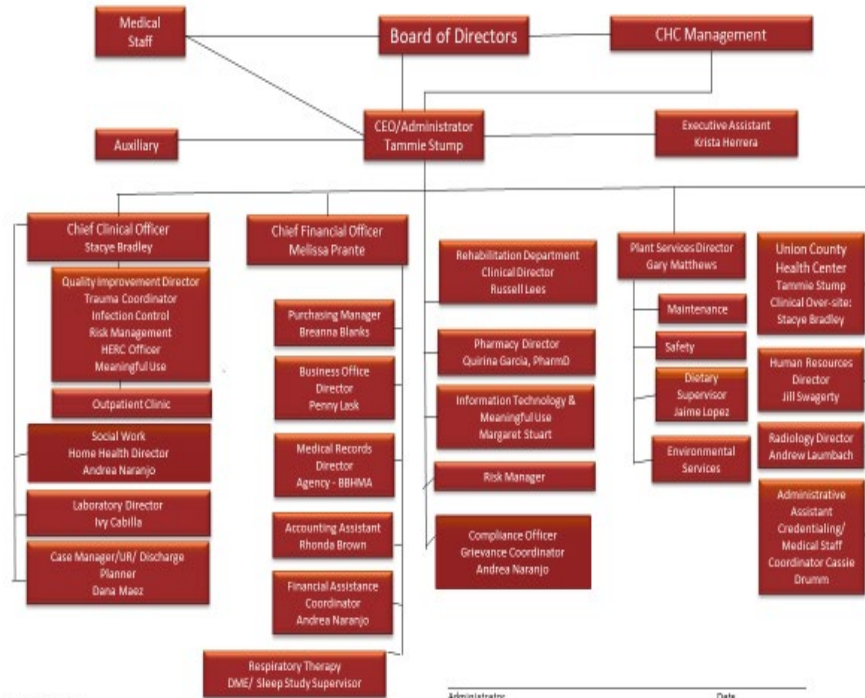 Medical
Staff
Board of Directors
CHC Management
Auxiliary
CEO/Administrator
Tammie Stump
Executive Assistant
Krista Herrera
Chief Clinical Officer
Stacye Bradley
Quality Improvement Director
Trauma Coordinator
Infection Control
Risk Management
HERC Officer
Meaningful Use
Outpatient Clinic
Social Work
Home Health Director
Andrea Naranjo
Laboratory Director
Ivy Cabilla
Case Manager/UR/ Discharge
Planner
Dana Maez
Chief Financial Officer
Melissa Prante
Purchasing Manager
Breanna Blanks
Business Office
Director
Penny Lask
Medical Records
Director
Agency - BBHMA
Accounting Assistant
Rhonda Brown
Financial Assistance
Coordinator
Andrea Naranjo
Respiratory Therapy
DME/ Sleep Study Supervisor
Rehabilitation Department
Clinical Director
Russell Lees
Pharmacy Director
Quirina Garcia, PharmD
Information Technology &
Meaningful Use
Margaret Stuart
Risk Manager
Compliance Officer
Grievance Coordinator
Andrea Naranjo
Plant Services Director
Gary Matthews
Maintenance
Safety
Dietary
Supervisor
Jaime Lopez
Environmental
Services
Union County
Health Center
Tammie Stump
Clinical Over-site:
Stacye Bradley
Human Resources
Director
Jill Swagerty
Radiology Director
Andrew Laumbach
Administrative
Assistant
Credentialing/
Medical Staff
Coordinator Cassie
Drumm
Administrator
Date